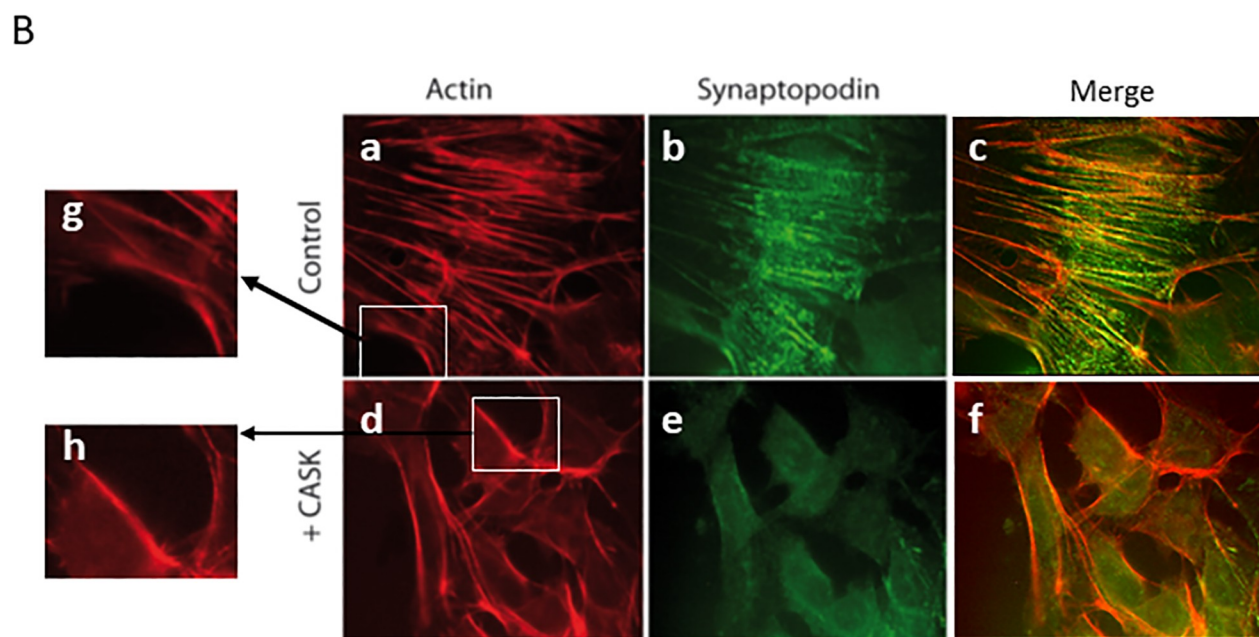 B
Actin
Synaptopodin
Merge
Control
a
b
c
g
+ CASK
d
e
f
h